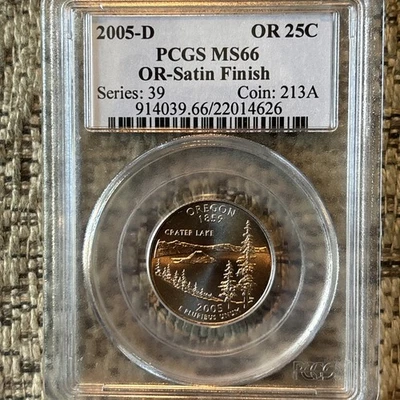 2005-D OR 25C
PCGS MS66
OR-Satin Finish
Series: 39 Coin: 213A
914039.66/22014626
OREGON
1859
CRATER LAKE
2005
E PLURIBUS UNUM
PCGS